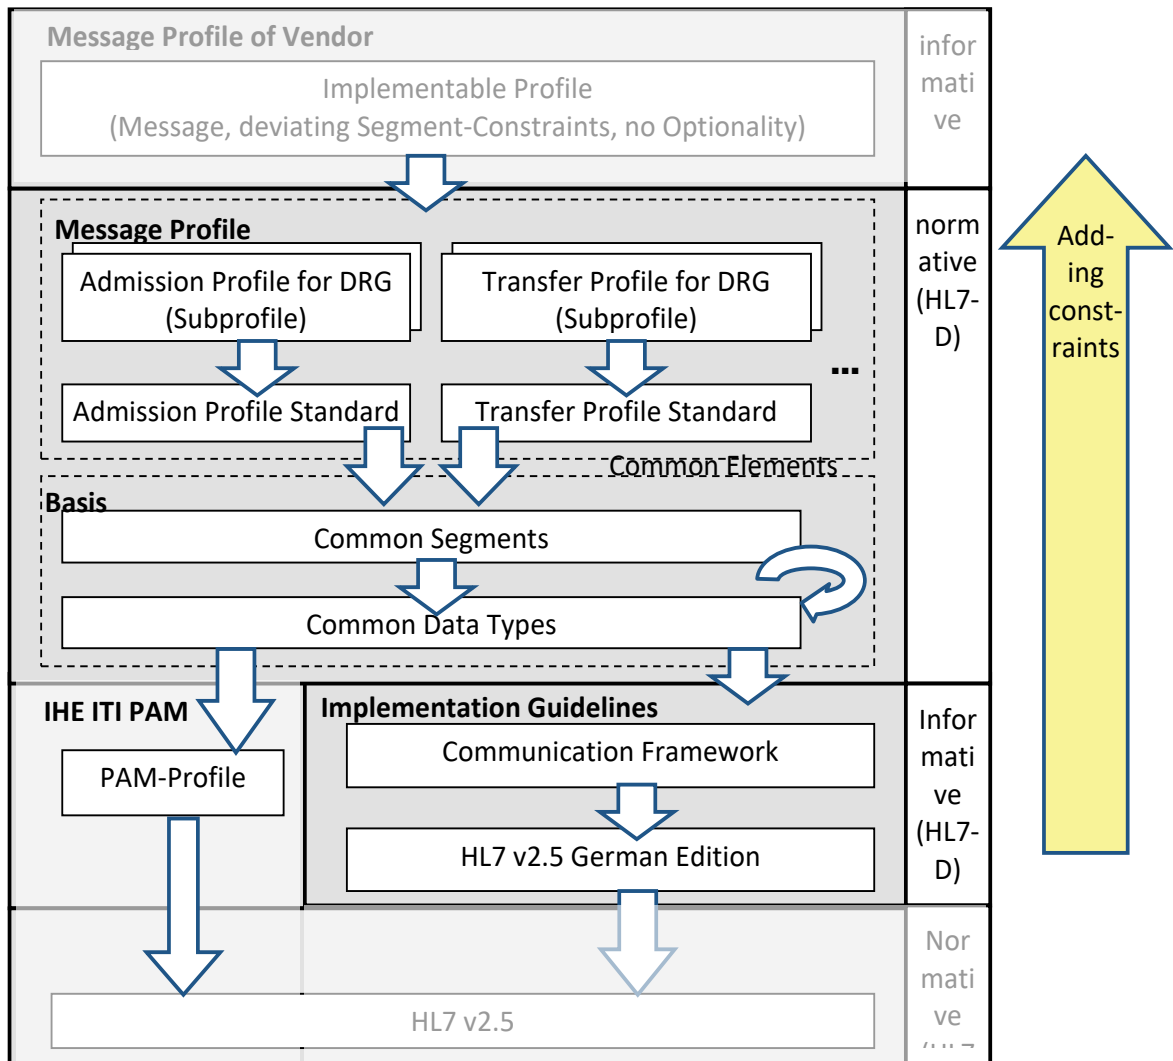 Message Profile of Vendor
Implementable Profile
(Message, deviating Segment-Constraints, no Optionality)
infor
mati
ve
Message Profile
Admission Profile for DRG
(Subprofile)
Transfer Profile for DRG
(Subprofile)
...
Admission Profile Standard
Transfer Profile Standard
norm
ative
(HL7-
D)
Add-
ing
const-
raints
Common Elements
Basis
Common Segments
Common Data Types
IHE ITI PAM
PAM-Profile
Implementation Guidelines
Communication Framework
HL7 v2.5 German Edition
Infor
mati
ve
(HL7-
D)
HL7 v2.5
Nor
mati
ve
(HL7